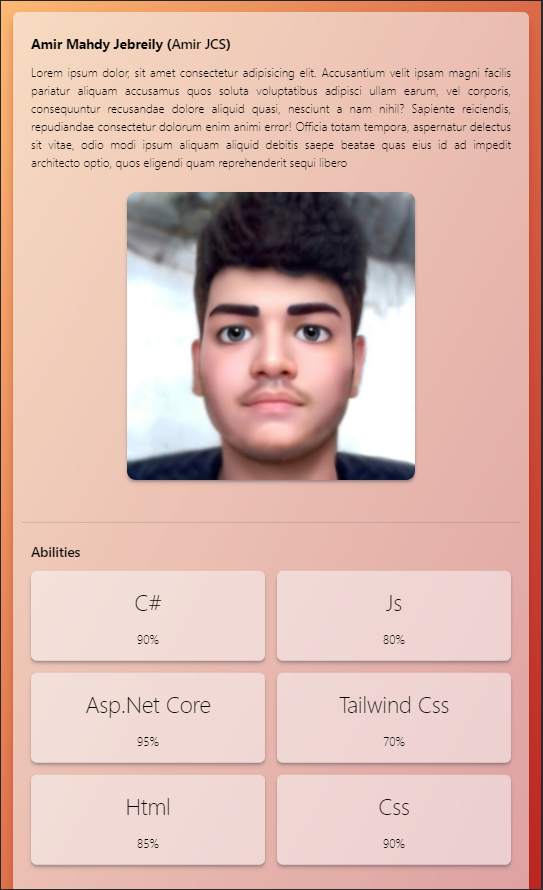 Amir Mahdy Jebreily (Amir JCS)
Lorem ipsum dolor, sit amet consectetur adipisicing elit. Accusantium velit ipsam magni facilis
pariatur aliquam accusamus quos soluta voluptatibus adipisci ullam earum, vel corporis,
consequuntur recusandae dolore aliquid quasi, nesciunt a nam nihil? Sapiente reiciendis,
repudiandae consectetur dolorum enim animi error! Officia totam tempora, aspernatur delectus
sit vitae, odio modi ipsum aliquam aliquid debitis saepe beatae quas eius id ad impedit
architecto optio, quos eligendi quam reprehenderit sequi libero
Abilities
C#
90%
Js
80%
Asp.Net Core
95%
Tailwind Css
70%
Html
85%
Css
90%